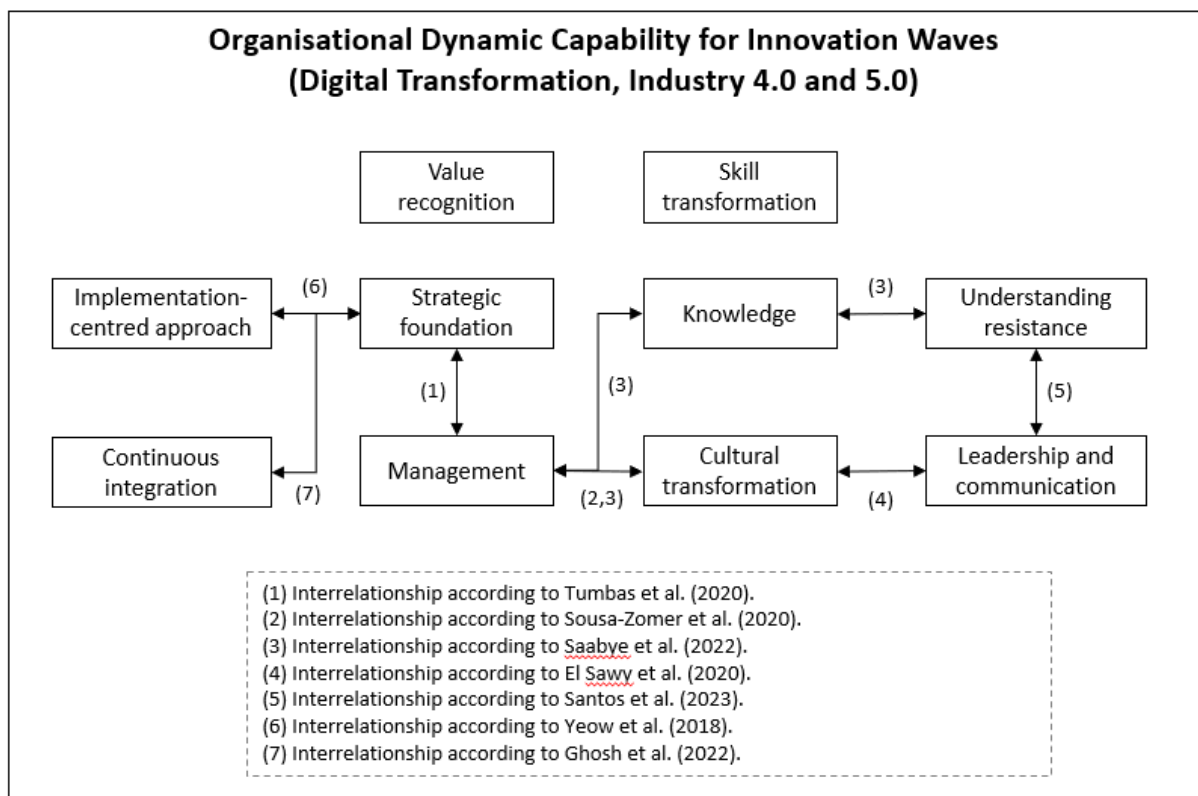 Organisational Dynamic Capability for Innovation Waves
(Digital Transformation, Industry 4.0 and 5.0)
Value
recognition
Skill
transformation
Implementation-
centred approach
(6)
Strategic
foundation
Knowledge
(3)
Understanding
resistance
(1)
(3)
(5)
Continuous
integration
(7)
Management
(2,3)
Cultural
transformation
(4)
Leadership and
communication
(1) Interrelationship according to Tumbas et al. (2020).
(2) Interrelationship according to Sousa-Zomer et al. (2020).
(3) Interrelationship according to Saabye et al. (2022).
(4) Interrelationship according to El Sawy et al. (2020).
(5) Interrelationship according to Santos et al. (2023).
(6) Interrelationship according to Yeow et al. (2018).
(7) Interrelationship according to Ghosh et al. (2022).